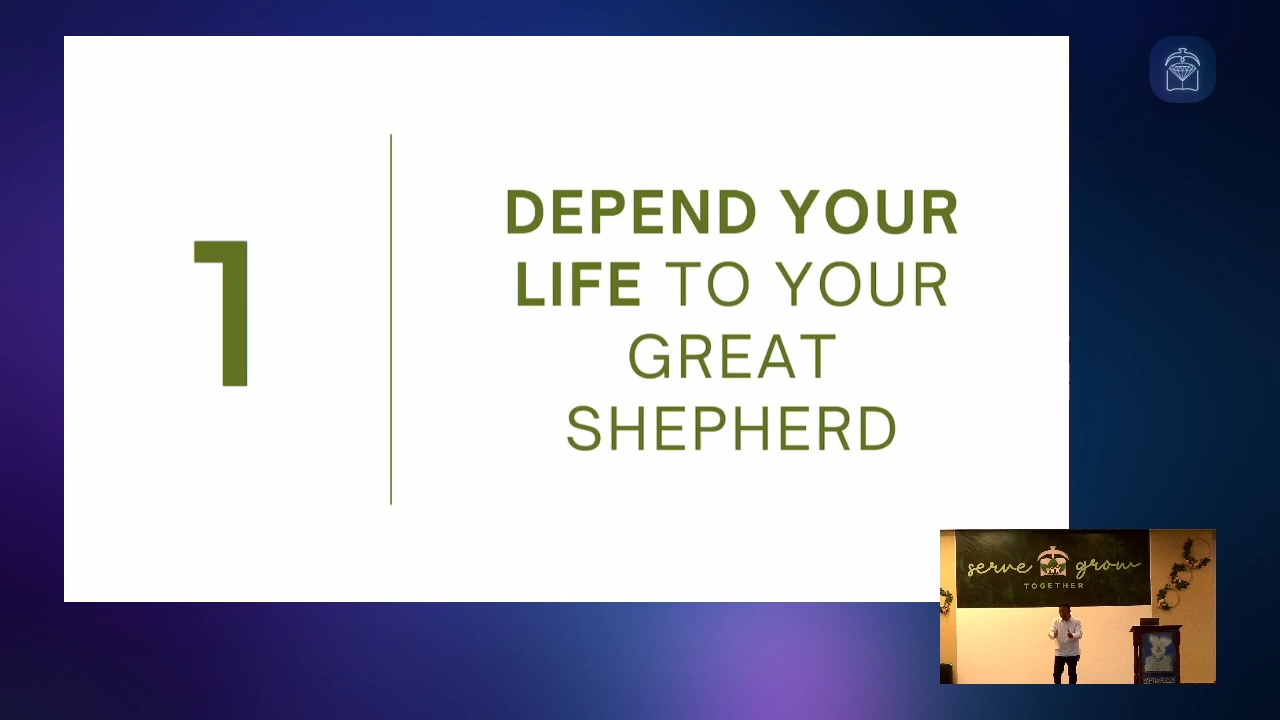 1
DEPEND YOUR
LIFE TO YOUR
GREAT
SHEPHERD
serve grow
TOGETHER